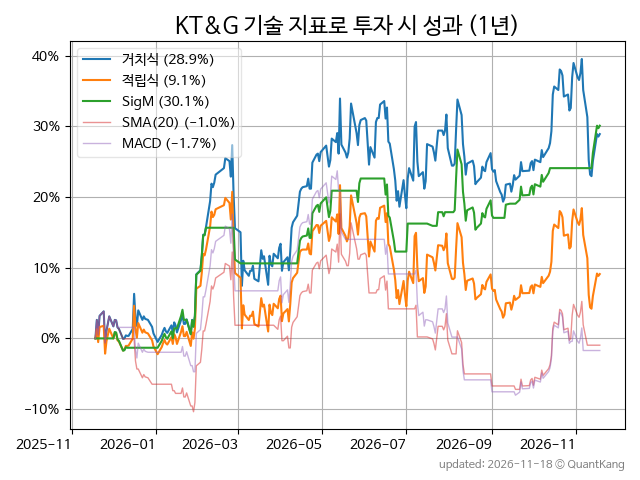 KT&G 기술 지표로 투자 시 성과 (1년)
거치식 (28.9%)
적립식 (9.1%)
SigM (30.1%)
SMA(20) (−1.0%)
MACD (−1.7%)
40%
30%
20%
10%
0%
−10%
2025-11 2026-01 2026-03 2026-05 2026-07 2026-09 2026-11
updated: 2026-11-18 © QuantKang